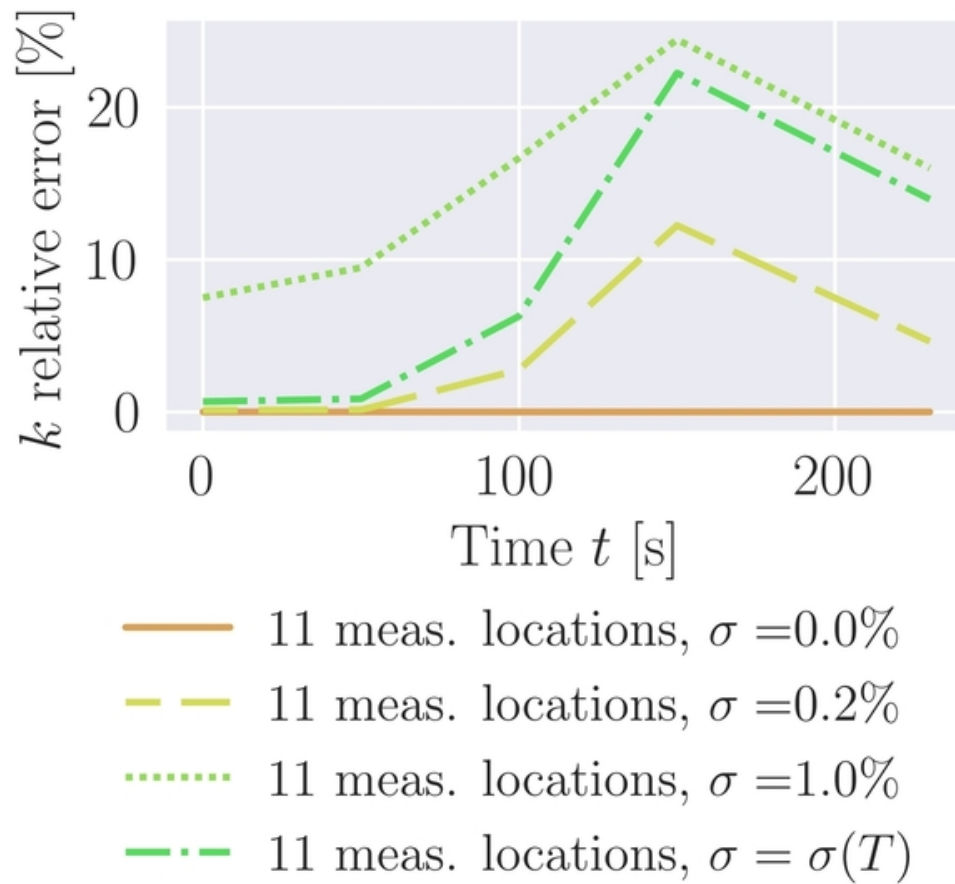 k relative error [%]
20
10
0
0 100 200
Time t [s]
11 meas. locations, σ =0.0%
11 meas. locations, σ =0.2%
11 meas. locations, σ =1.0%
11 meas. locations, σ = σ(T)